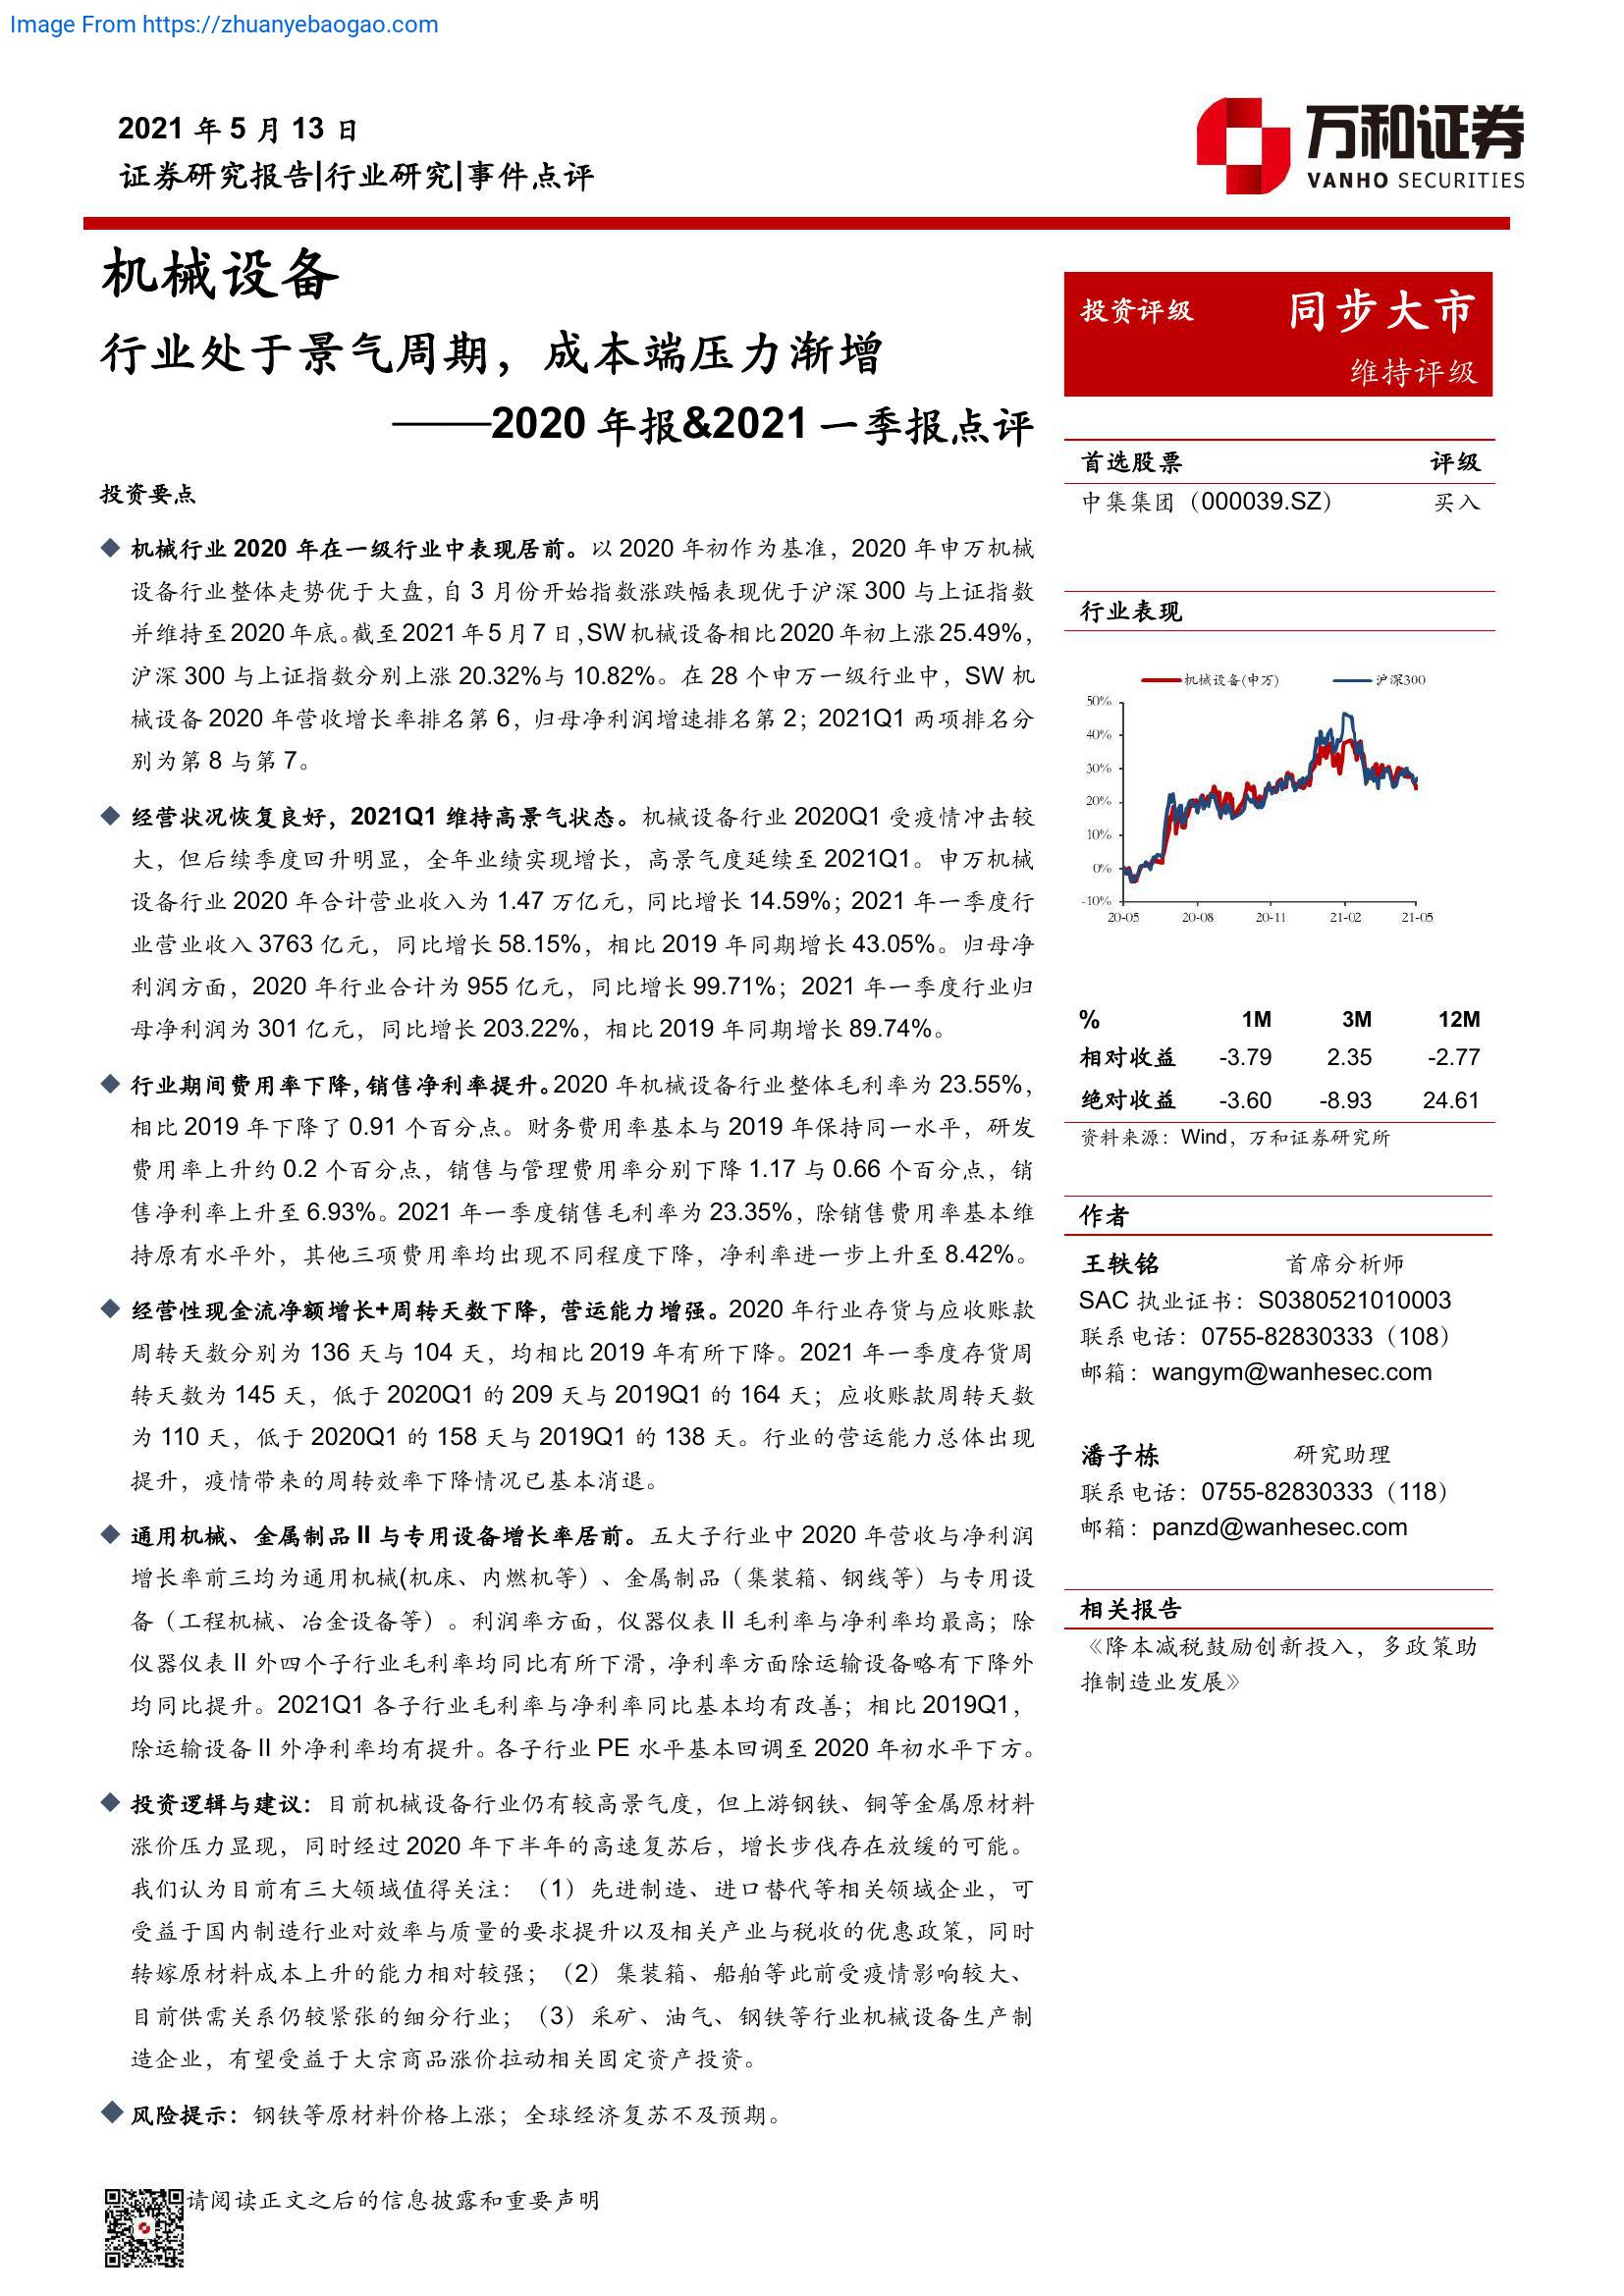 Image From https://zhuanyebaogao.com
2021 年 5 月 13 日
证券研究报告|行业研究|事件点评
万和证券
VANHO SECURITIES
机械设备
行业处于景气周期，成本端压力渐增
——2020 年报&2021 一季报点评
投资要点
◆ 机械行业 2020 年在一级行业中表现居前。以 2020 年初作为基准，2020 年申万机械
设备行业整体走势优于大盘，自 3 月份开始指数涨跌幅表现优于沪深 300 与上证指数
并维持至 2020 年底。截至 2021 年 5 月 7 日，SW 机械设备相比 2020 年初上涨 25.49%，
沪深 300 与上证指数分别上涨 20.32%与 10.82%。在 28 个申万一级行业中，SW 机
械设备 2020 年营收增长率排名第 6，归母净利润增速排名第 2；2021Q1 两项排名分
别为第 8 与第 7。
◆ 经营状况恢复良好，2021Q1 维持高景气状态。机械设备行业 2020Q1 受疫情冲击较
大，但后续季度回升明显，全年业绩实现增长，高景气度延续至 2021Q1。申万机械
设备行业 2020 年合计营业收入为 1.47 万亿元，同比增长 14.59%；2021 年一季度行
业营业收入 3763 亿元，同比增长 58.15%，相比 2019 年同期增长 43.05%。归母净
利润方面，2020 年行业合计为 955 亿元，同比增长 99.71%；2021 年一季度行业归
母净利润为 301 亿元，同比增长 203.22%，相比 2019 年同期增长 89.74%。
◆ 行业期间费用率下降，销售净利率提升。2020 年机械设备行业整体毛利率为 23.55%，
相比 2019 年下降了 0.91 个百分点。财务费用率基本与 2019 年保持同一水平，研发
费用率上升约 0.2 个百分点，销售与管理费用率分别下降 1.17 与 0.66 个百分点，销
售净利率上升至 6.93%。2021 年一季度销售毛利率为 23.35%，除销售费用率基本维
持原有水平外，其他三项费用率均出现不同程度下降，净利率进一步上升至 8.42%。
◆ 经营性现金流净额增长+周转天数下降，营运能力增强。2020 年行业存货与应收账款
周转天数分别为 136 天与 104 天，均相比 2019 年有所下降。2021 年一季度存货周
转天数为 145 天，低于 2020Q1 的 209 天与 2019Q1 的 164 天；应收账款周转天数
为 110 天，低于 2020Q1 的 158 天与 2019Q1 的 138 天。行业的营运能力总体出现
提升，疫情带来的周转效率下降情况已基本消退。
◆ 通用机械、金属制品 II 与专用设备增长率居前。五大子行业中 2020 年营收与净利润
增长率前三均为通用机械(机床、内燃机等）、金属制品（集装箱、钢线等）与专用设
备（工程机械、冶金设备等）。利润率方面，仪器仪表 II 毛利率与净利率均最高；除
仪器仪表 II 外四个子行业毛利率均同比有所下滑，净利率方面除运输设备略有下降外
均同比提升。2021Q1 各子行业毛利率与净利率同比基本均有改善；相比 2019Q1，
除运输设备 II 外净利率均有提升。各子行业 PE 水平基本回调至 2020 年初水平下方。
◆ 投资逻辑与建议：目前机械设备行业仍有较高景气度，但上游钢铁、铜等金属原材料
涨价压力显现，同时经过 2020 年下半年的高速复苏后，增长步伐存在放缓的可能。
我们认为目前有三大领域值得关注：（1）先进制造、进口替代等相关领域企业，可
受益于国内制造行业对效率与质量的要求提升以及相关产业与税收的优惠政策，同时
转嫁原材料成本上升的能力相对较强；（2）集装箱、船舶等此前受疫情影响较大、
目前供需关系仍较紧张的细分行业；（3）采矿、油气、钢铁等行业机械设备生产制
造企业，有望受益于大宗商品涨价拉动相关固定资产投资。
◆ 风险提示：钢铁等原材料价格上涨；全球经济复苏不及预期。
投资评级 同步大市
维持评级
首选股票 评级
中集集团（000039.SZ） 买入
行业表现
机械设备(申万) 沪深300
50%
40%
30%
20%
10%
0%
-10%
20-05 20-08 20-11 21-02 21-05
% 1M 3M 12M
相对收益 -3.79 2.35 -2.77
绝对收益 -3.60 -8.93 24.61
资料来源：Wind，万和证券研究所
作者
王轶铭 首席分析师
SAC 执业证书：S0380521010003
联系电话：0755-82830333（108）
邮箱：wangym@wanhesec.com
潘子栋 研究助理
联系电话：0755-82830333（118）
邮箱：panzd@wanhesec.com
相关报告
《降本减税鼓励创新投入，多政策助
推制造业发展》
请阅读正文之后的信息披露和重要声明